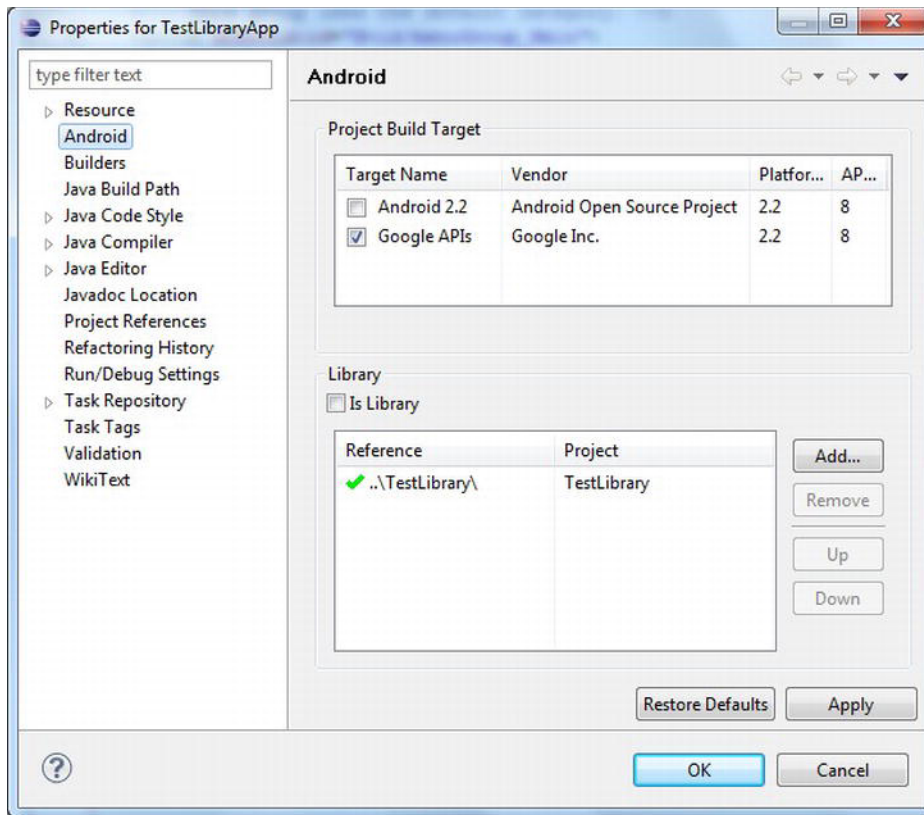 Properties for TestLibraryApp
type filter text
Resource
Android
Builders
Java Build Path
Java Code Style
Java Compiler
Java Editor
Javadoc Location
Project References
Refactoring History
Run/Debug Settings
Task Repository
Task Tags
Validation
WikiText
Android
Project Build Target
Target Name Vendor Platfor... AP...
Android 2.2 Android Open Source Project 2.2 8
Google APIs Google Inc. 2.2 8
Library
Is Library
Reference Project
..\TestLibrary\ TestLibrary
Add...
Remove
Up
Down
Restore Defaults Apply
OK Cancel